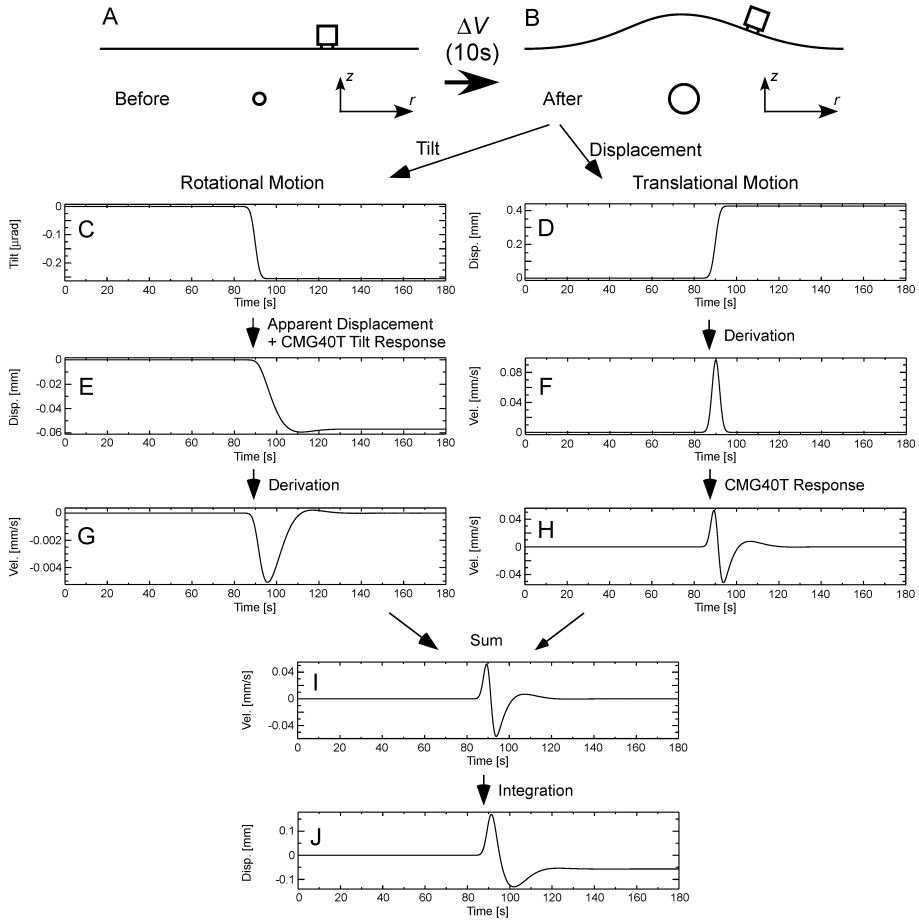 A
B
ΔV
(10s)
Before
z
r
After
z
r
Tilt
Displacement
Rotational Motion
Translational Motion
C
Tilt [μrad]
0
-0.1
-0.2
0 20 40 60 80 100 120 140 160 180
Time [s]
D
Disp. [mm]
0.4
0.2
0
0 20 40 60 80 100 120 140 160 180
Time [s]
Apparent Displacement
+ CMG40T Tilt Response
Derivation
E
Disp. [mm]
0
-0.02
-0.04
-0.06
0 20 40 60 80 100 120 140 160 180
Time [s]
F
Vel. [mm/s]
0.08
0.04
0
0 20 40 60 80 100 120 140 160 180
Time [s]
Derivation
CMG40T Response
G
Vel. [mm/s]
0
-0.002
-0.004
0 20 40 60 80 100 120 140 160 180
Time [s]
H
Vel. [mm/s]
0.04
0
-0.04
0 20 40 60 80 100 120 140 160 180
Time [s]
Sum
I
Vel. [mm/s]
0.04
0
-0.04
0 20 40 60 80 100 120 140 160 180
Time [s]
Integration
J
Disp. [mm]
0.1
0
-0.1
0 20 40 60 80 100 120 140 160 180
Time [s]